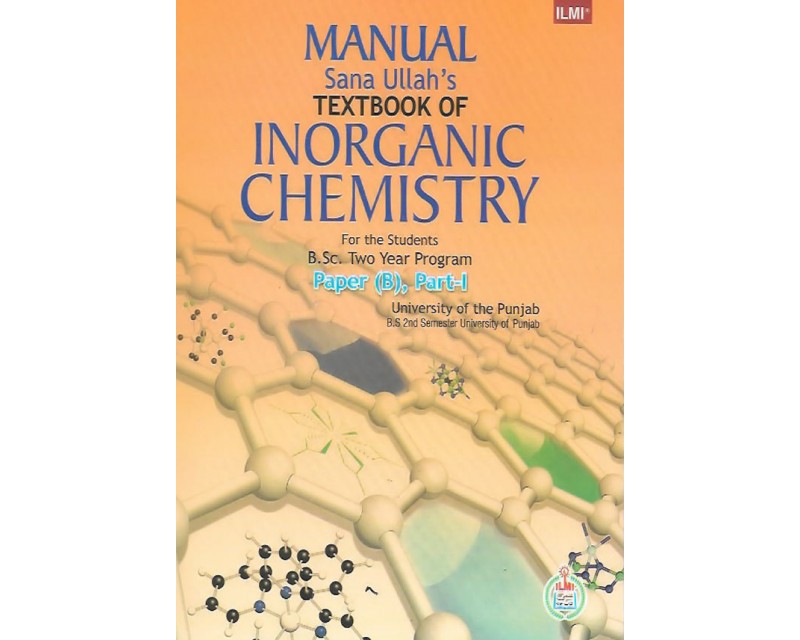 ILMI®
MANUAL
Sana Ullah's
TEXTBOOK OF
INORGANIC
CHEMISTRY
For the Students
B.Sc. Two Year Program
Paper (B), Part-I
University of the Punjab
B.S 2nd Semester University of Punjab
ILMI